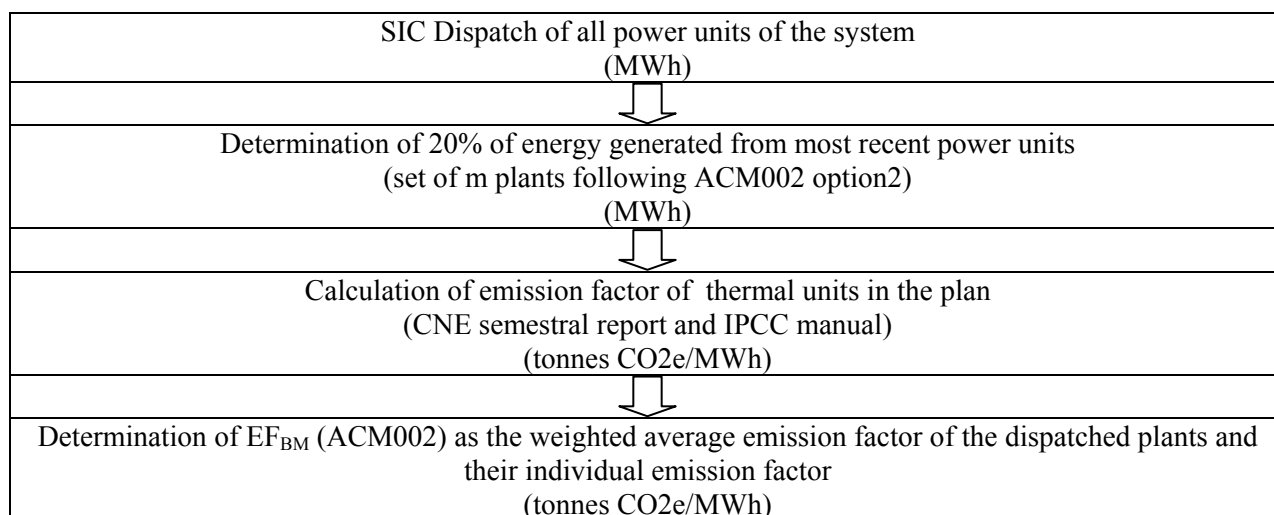 SIC Dispatch of all power units of the system
(MWh)
Determination of 20% of energy generated from most recent power units
(set of m plants following ACM002 option2)
(MWh)
Calculation of emission factor of thermal units in the plan
(CNE semestral report and IPCC manual)
(tonnes CO2e/MWh)
Determination of EFBM (ACM002) as the weighted average emission factor of the dispatched plants and
their individual emission factor
(tonnes CO2e/MWh)